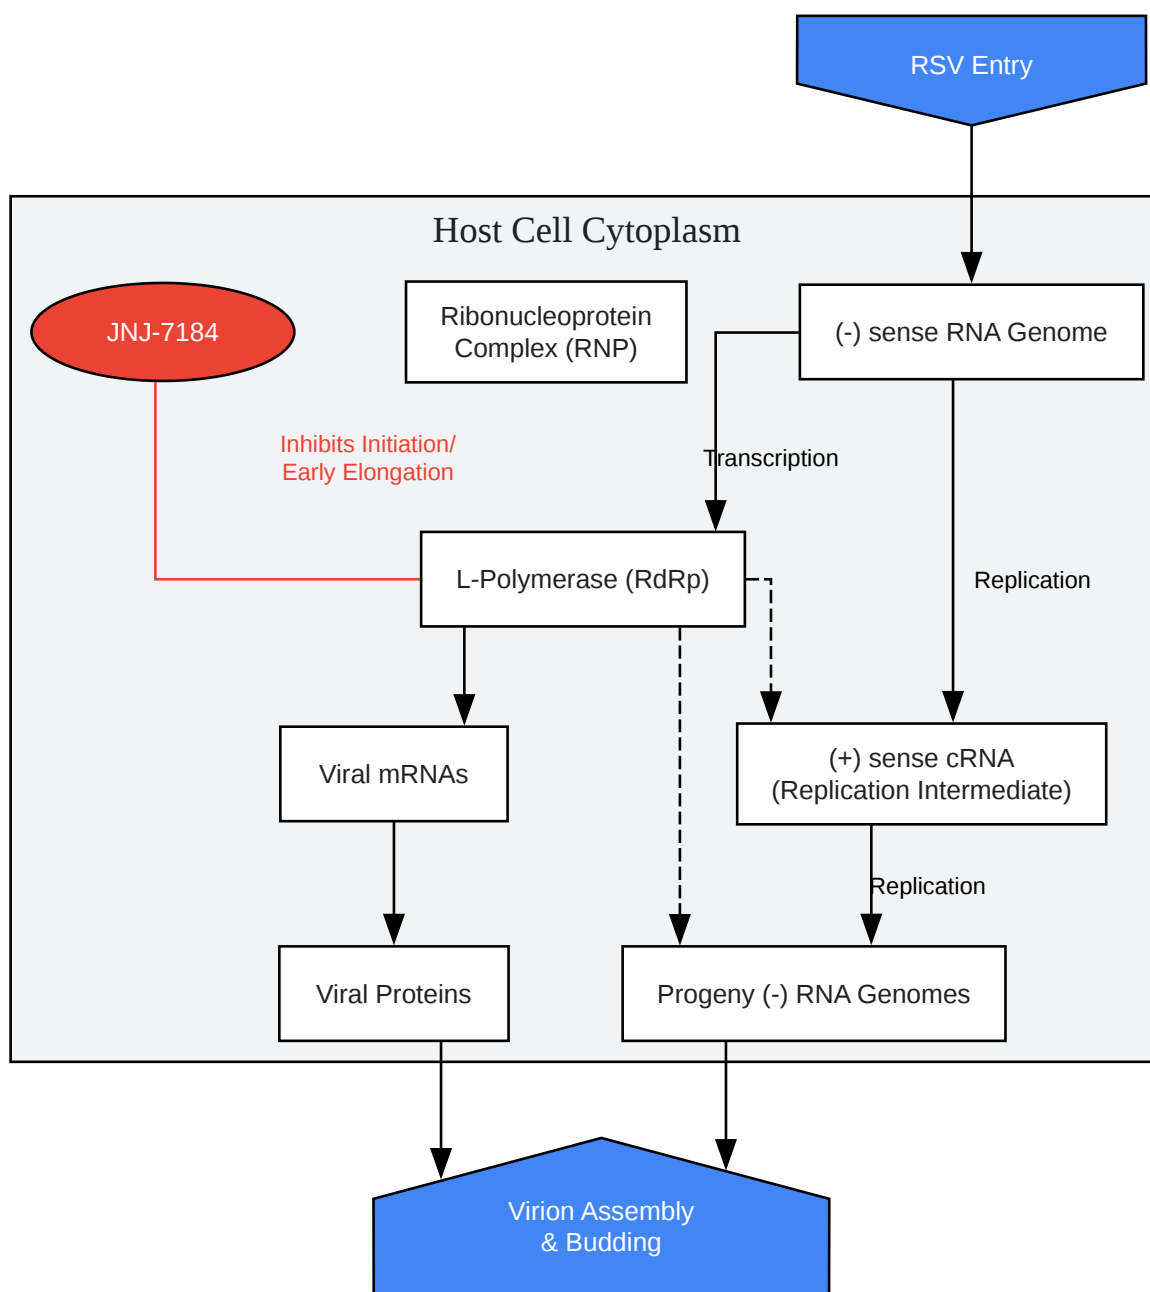 RSV Entry
Host Cell Cytoplasm
JNJ-7184
Ribonucleoprotein
Complex (RNP)
(-) sense RNA Genome
Inhibits Initiation/
Early Elongation
Transcription
L-Polymerase (RdRp)
Replication
Viral mRNAs
(+) sense cRNA
(Replication Intermediate)
Replication
Viral Proteins
Progeny (-) RNA Genomes
Virion Assembly
& Budding